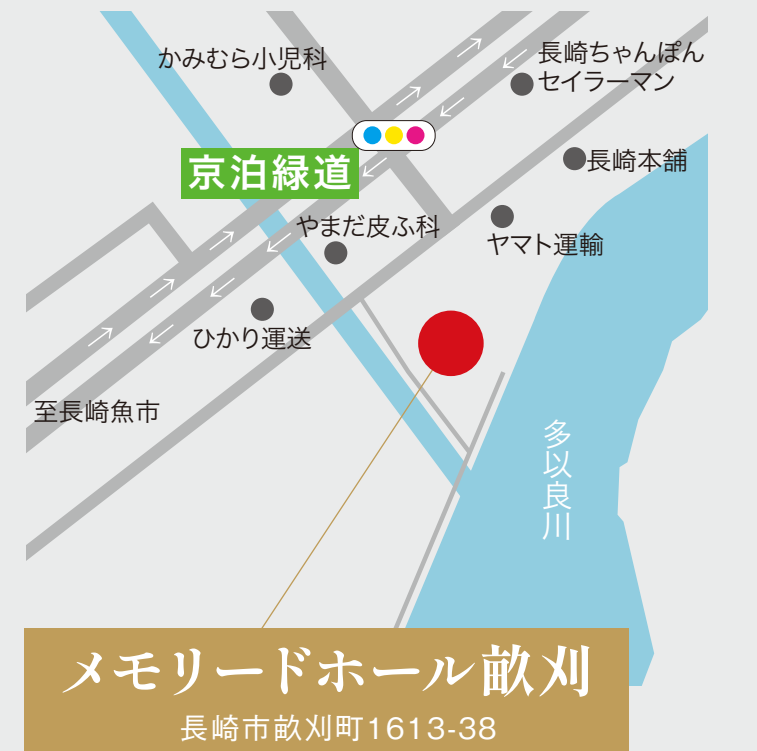 かみむら小児科
長崎ちゃんぽん
セイラーマン
京泊緑道
長崎本舗
やまだ皮ふ科
ヤマト運輸
ひかり運送
至長崎魚市
多以良川
メモリードホール畝刈
長崎市畝刈町1613-38